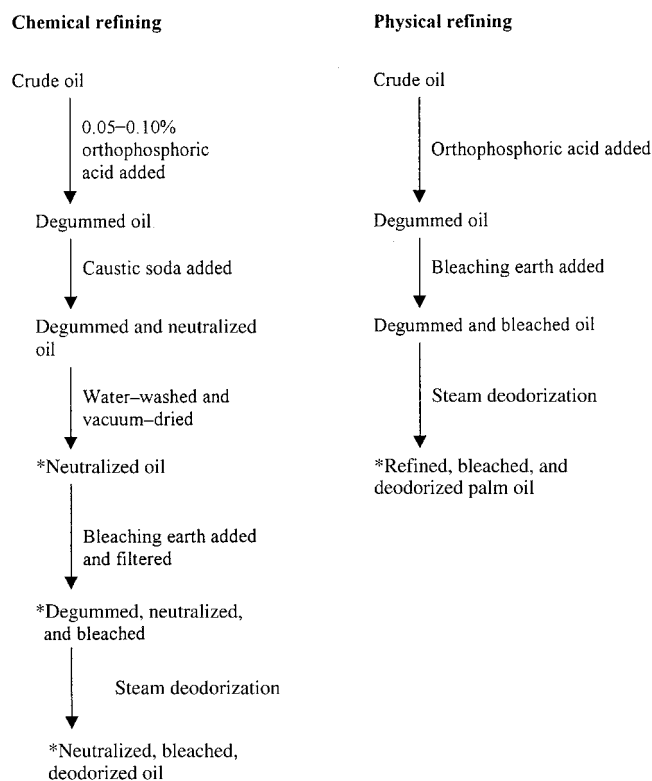 Chemical refining
Crude oil
0.05–0.10%
orthophosphoric
acid added
Degummed oil
Caustic soda added
Degummed and neutralized
oil
Water–washed and
vacuum–dried
*Neutralized oil
Bleaching earth added
and filtered
*Degummed, neutralized,
and bleached
Steam deodorization
*Neutralized, bleached,
deodorized oil
Physical refining
Crude oil
Orthophosphoric acid added
Degummed oil
Bleaching earth added
Degummed and bleached oil
Steam deodorization
*Refined, bleached, and
deodorized palm oil